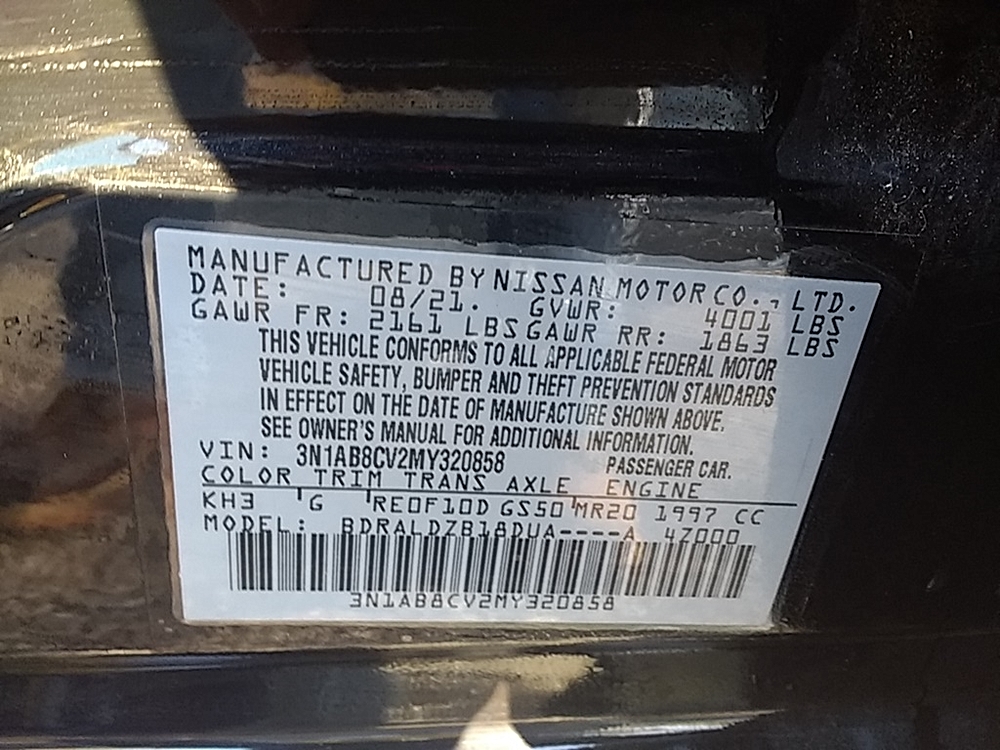 MANUFACTURED BY NISSAN MOTOR CO., LTD.
DATE: 08/21. GVWR: 4001 LBS
GAWR FR: 2161 LBS GAWR RR: 1863 LBS
THIS VEHICLE CONFORMS TO ALL APPLICABLE FEDERAL MOTOR
VEHICLE SAFETY, BUMPER AND THEFT PREVENTION STANDARDS
IN EFFECT ON THE DATE OF MANUFACTURE SHOWN ABOVE.
SEE OWNER'S MANUAL FOR ADDITIONAL INFORMATION.
VIN: 3N1AB8CV2MY320858 PASSENGER CAR.
COLOR TRIM TRANS AXLE ENGINE
KH3 G RE0F10D GS50 MR20 1997 CC
MODEL: BDRALDZB18DUA----A 47000
3N1AB8CV2MY320858